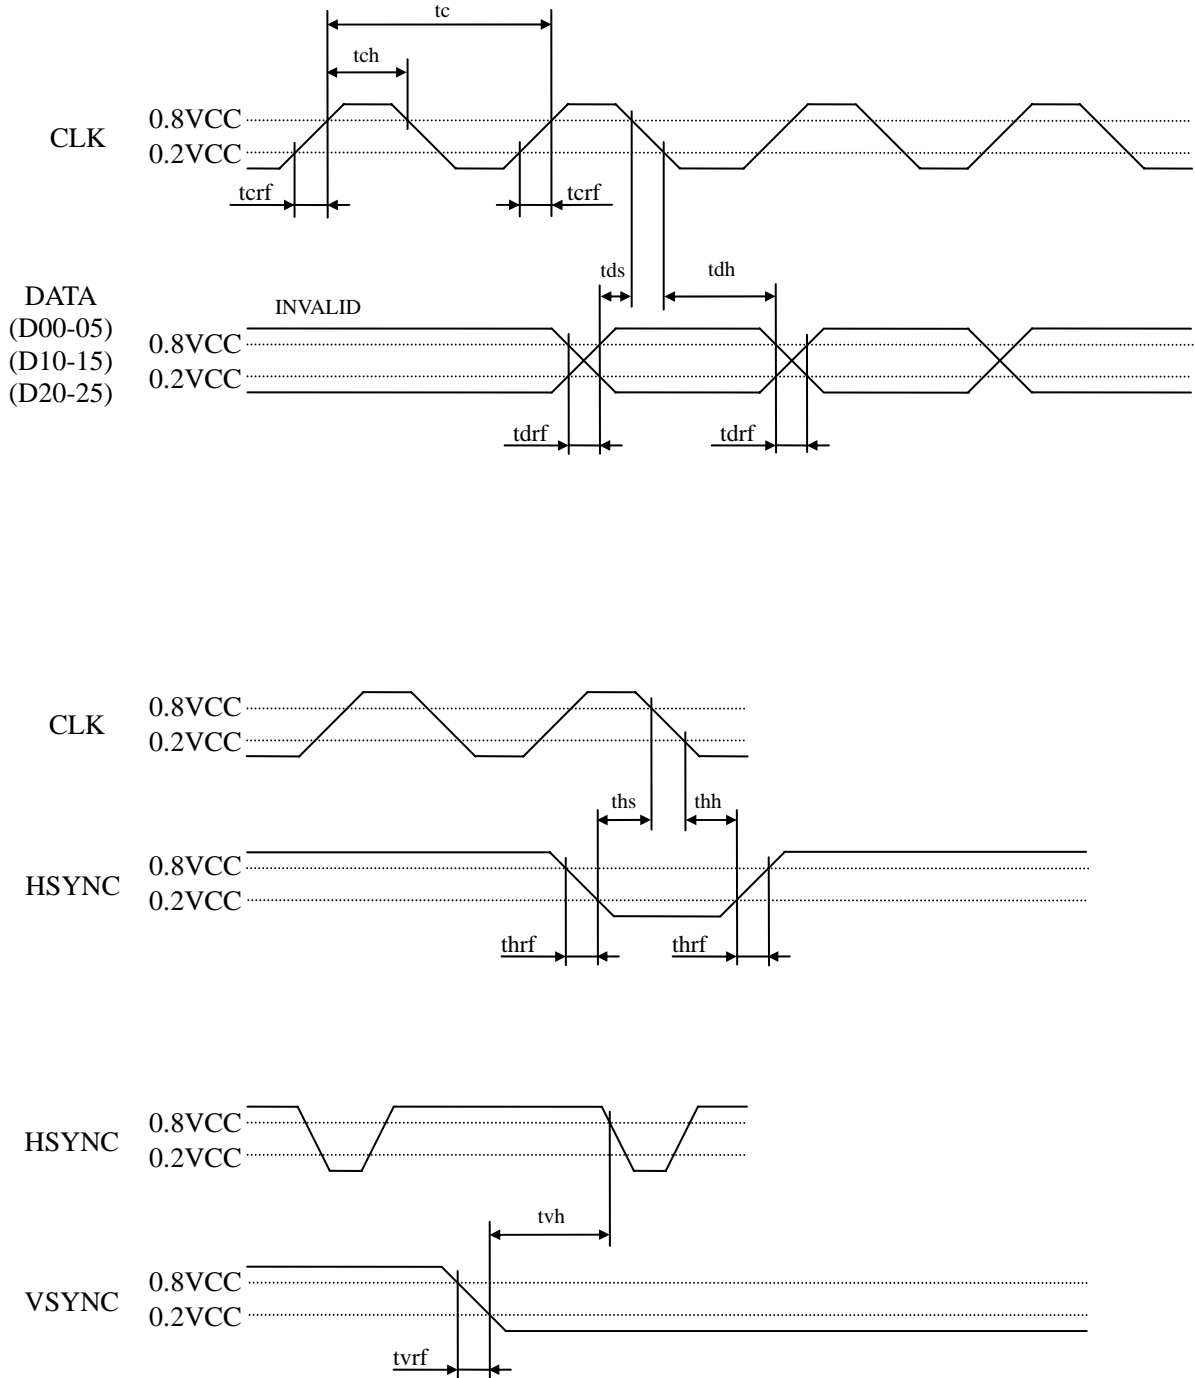 tc
tch
0.8VCC
CLK
0.2VCC
tcrf
tcrf
tds
tdh
DATA
(D00-05)
(D10-15)
(D20-25)
INVALID
0.8VCC
0.2VCC
tdrf
tdrf
0.8VCC
CLK
0.2VCC
ths
thh
0.8VCC
HSYNC
0.2VCC
thrf
thrf
0.8VCC
HSYNC
0.2VCC
tvh
0.8VCC
VSYNC
0.2VCC
tvrf